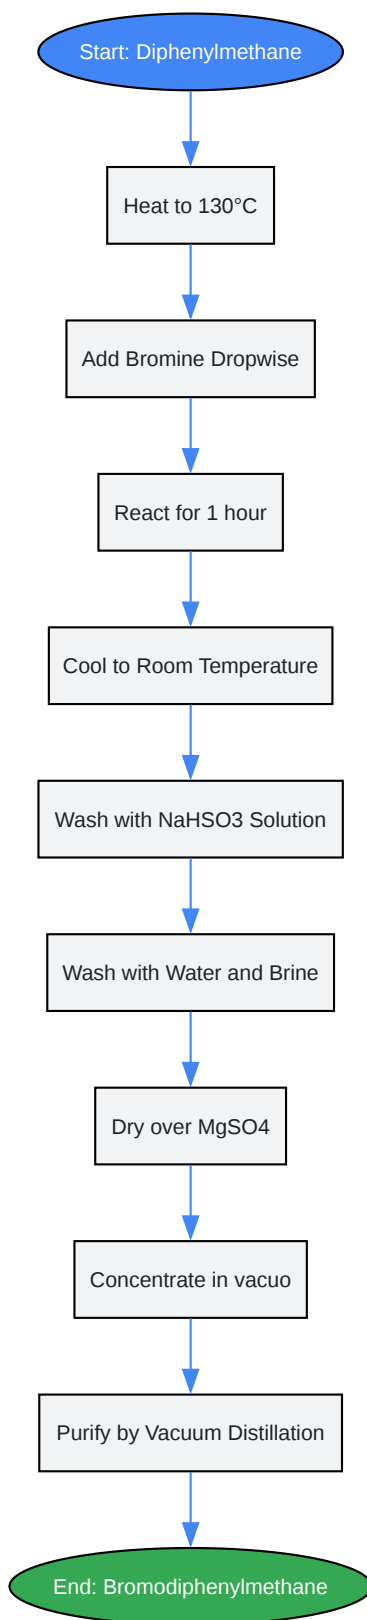 Start: Diphenylmethane
Heat to 130°C
Add Bromine Dropwise
React for 1 hour
Cool to Room Temperature
Wash with NaHSO3 Solution
Wash with Water and Brine
Dry over MgSO4
Concentrate in vacuo
Purify by Vacuum Distillation
End: Bromodiphenylmethane